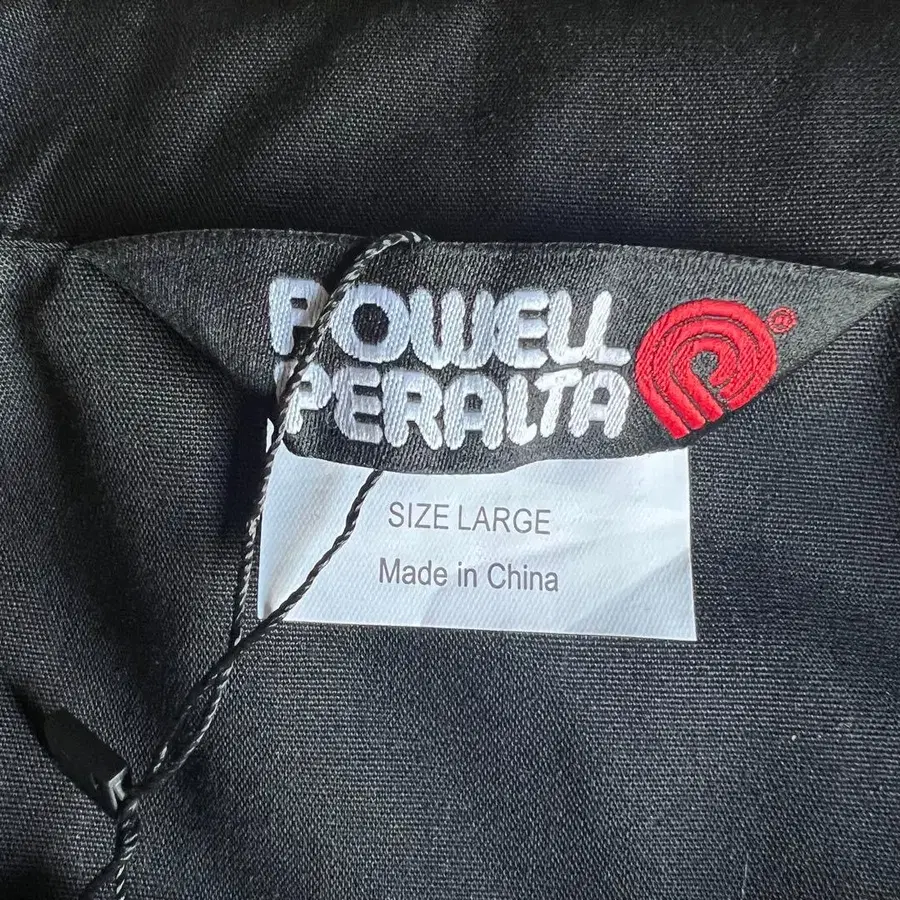 POWELL
PERALTA
®
SIZE LARGE
Made in China